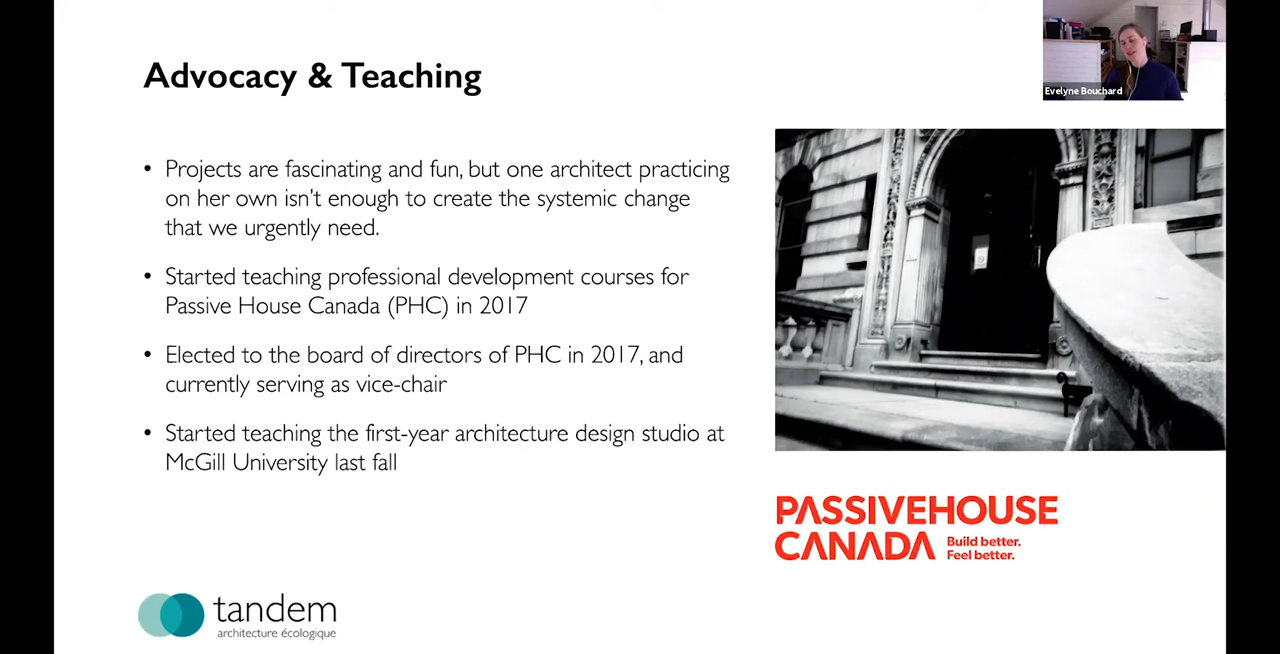 Advocacy & Teaching
Evelyne Bouchard
• Projects are fascinating and fun, but one architect practicing
on her own isn't enough to create the systemic change
that we urgently need.
• Started teaching professional development courses for
Passive House Canada (PHC) in 2017
• Elected to the board of directors of PHC in 2017, and
currently serving as vice-chair
• Started teaching the first-year architecture design studio at
McGill University last fall
PASSIVEHOUSE
CANADA
Build better.
Feel better.
tandem
architecture écologique